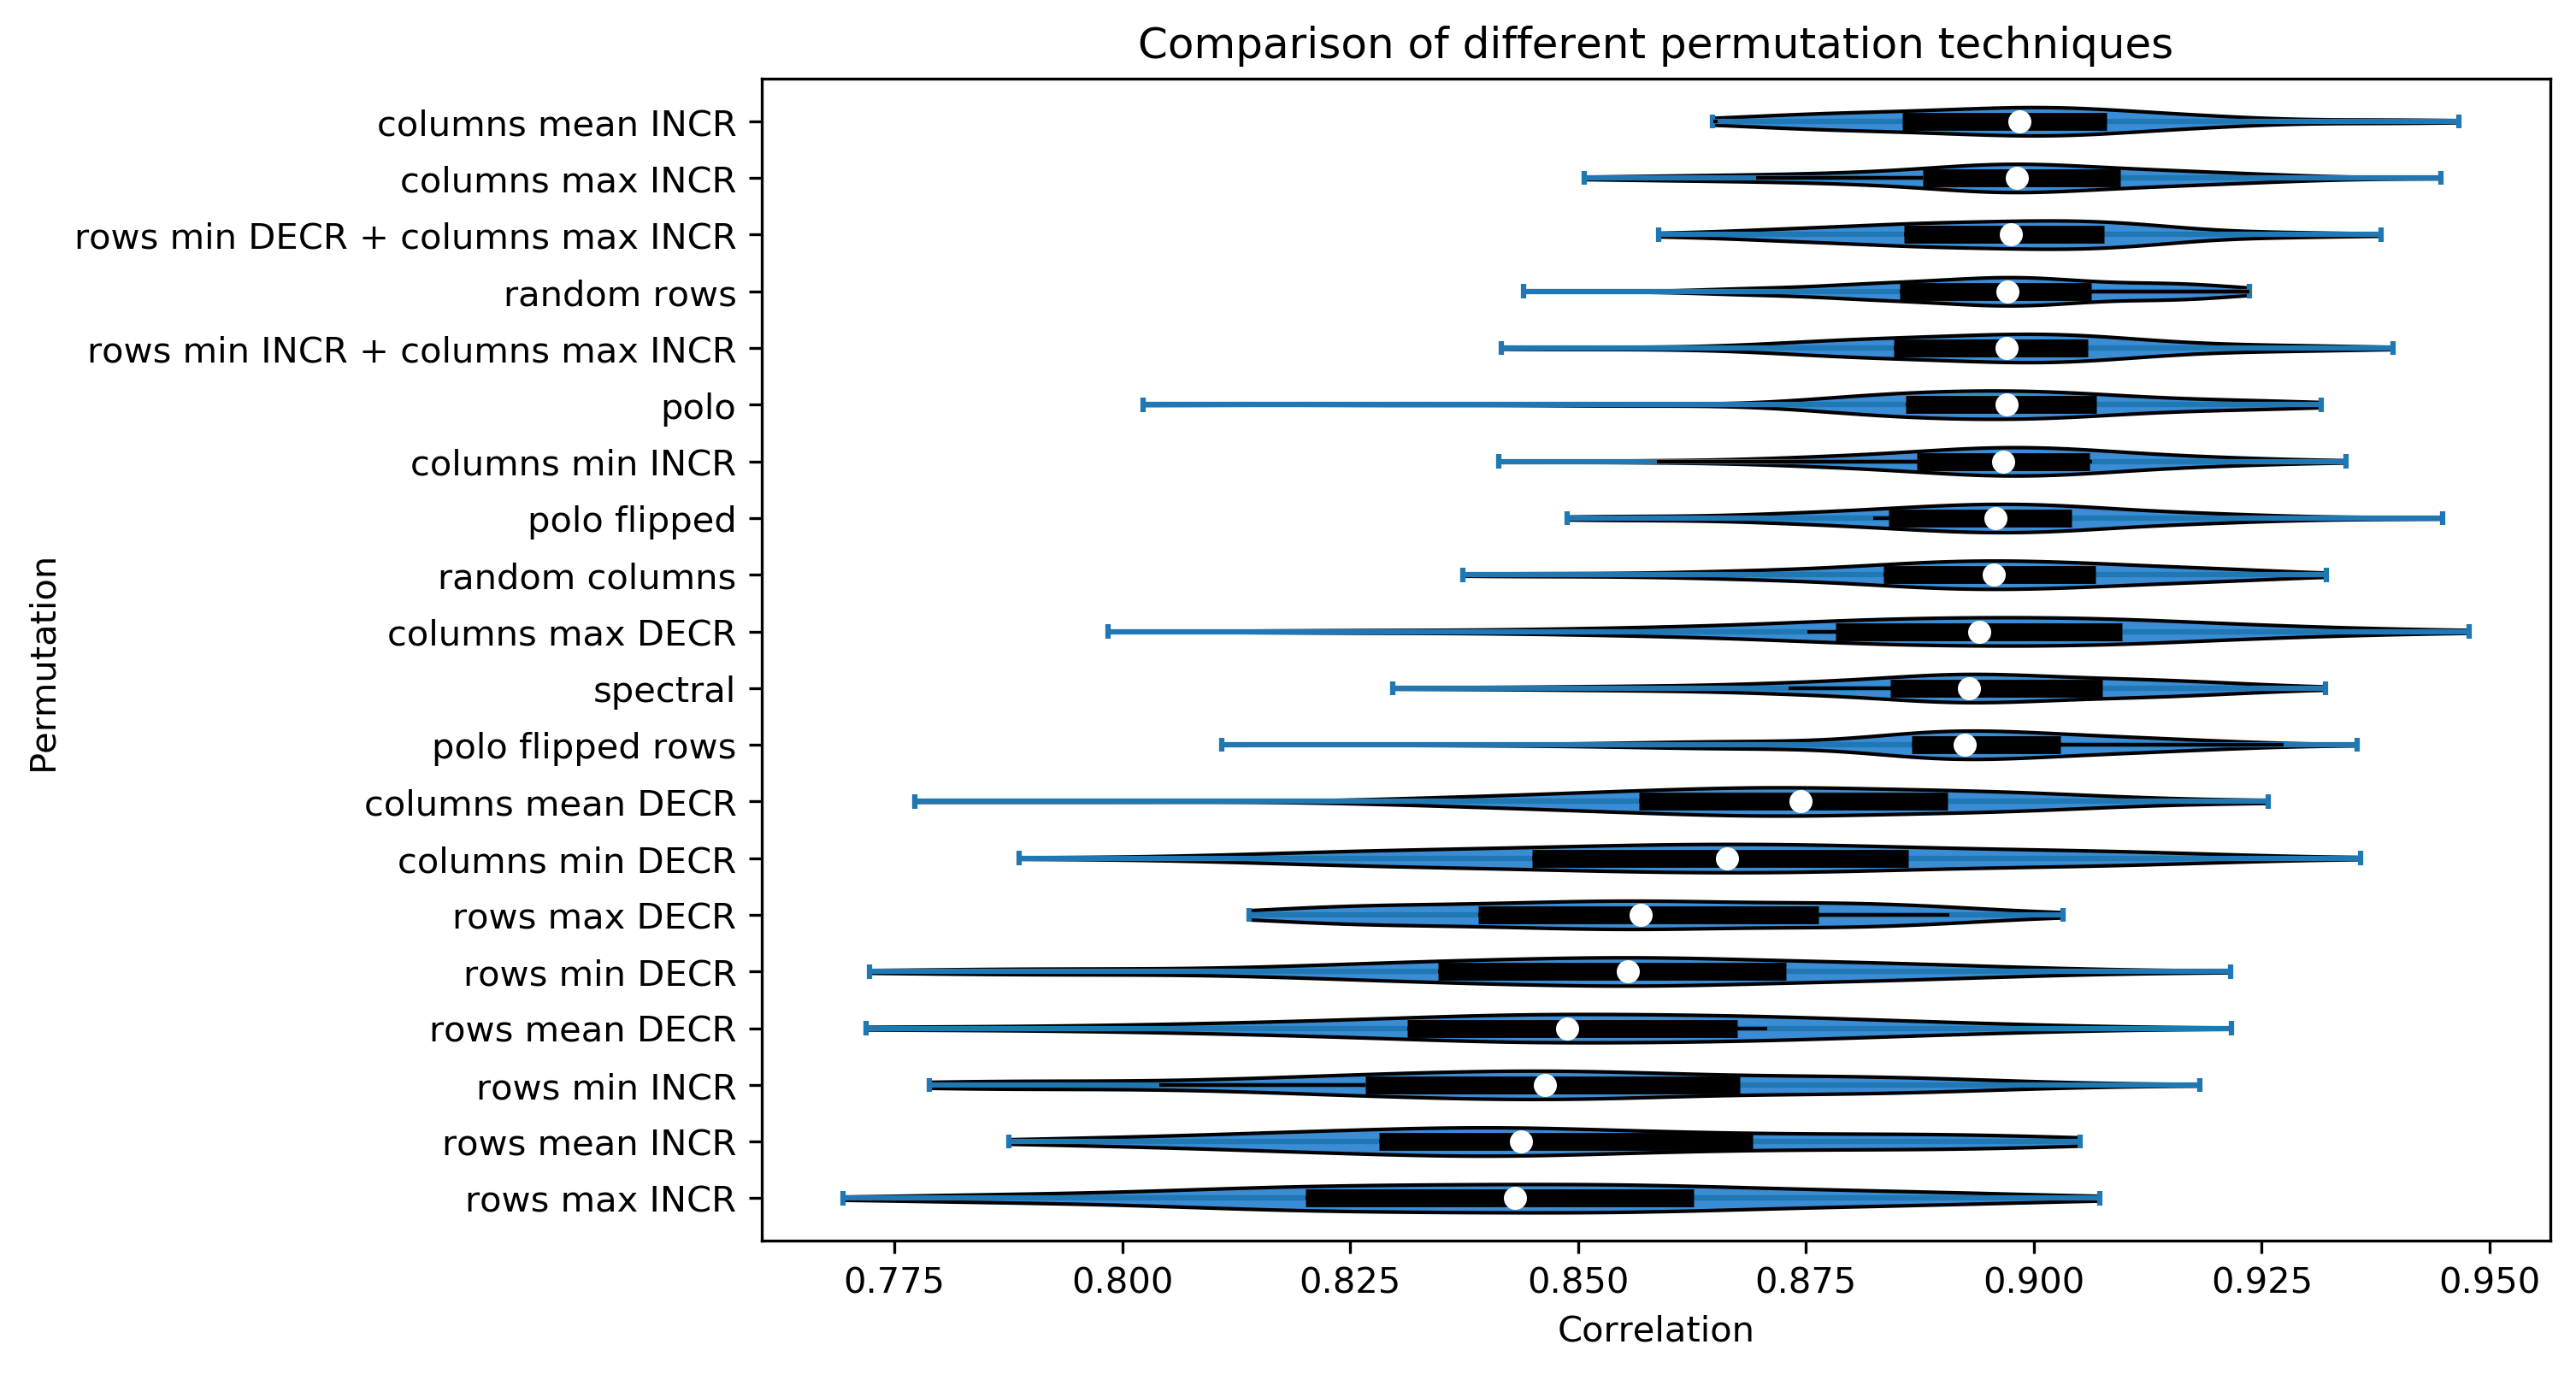 Comparison of different permutation techniques
Permutation
columns mean INCR
columns max INCR
rows min DECR + columns max INCR
random rows
rows min INCR + columns max INCR
polo
columns min INCR
polo flipped
random columns
columns max DECR
spectral
polo flipped rows
columns mean DECR
columns min DECR
rows max DECR
rows min DECR
rows mean DECR
rows min INCR
rows mean INCR
rows max INCR
0.775 0.800 0.825 0.850 0.875 0.900 0.925 0.950
Correlation